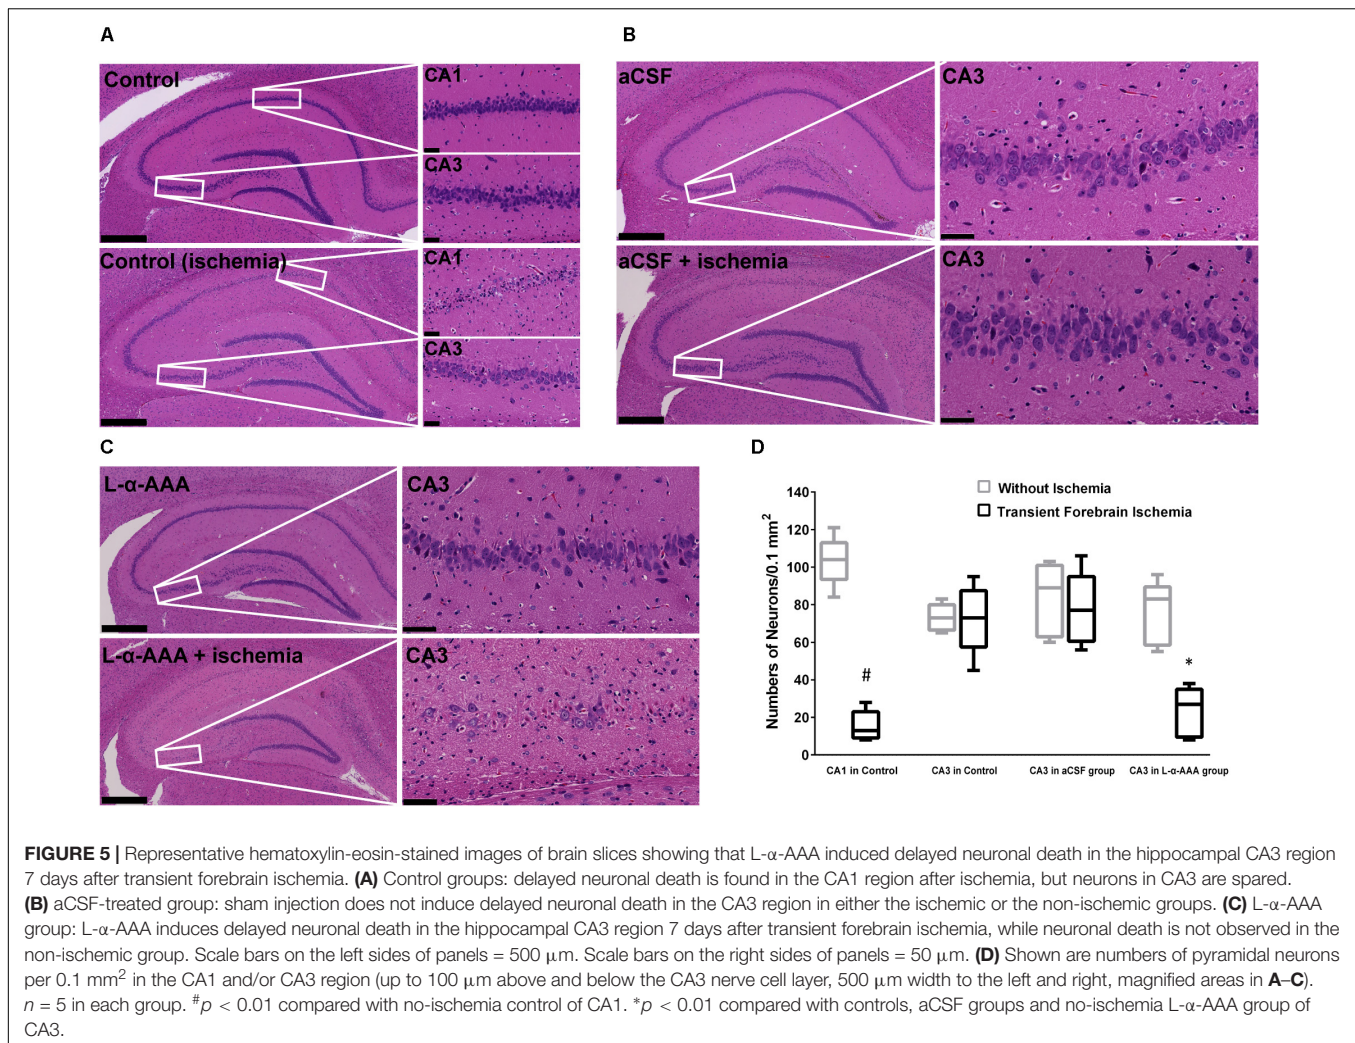 A
Control
CA1
CA3
Control (ischemia)
CA1
CA3
B
aCSF
CA3
aCSF + ischemia
CA3
C
L-α-AAA
CA3
L-α-AAA + ischemia
CA3
D
Without Ischemia
Transient Forebrain Ischemia
Numbers of Neurons/0.1 mm²
140
120
100
80
60
40
20
0
#
*
CA1 in Control
CA3 in Control
CA3 in aCSF group
CA3 in L-α-AAA group
FIGURE 5 | Representative hematoxylin-eosin-stained images of brain slices showing that L-α-AAA induced delayed neuronal death in the hippocampal CA3 region
7 days after transient forebrain ischemia. (A) Control groups: delayed neuronal death is found in the CA1 region after ischemia, but neurons in CA3 are spared.
(B) aCSF-treated group: sham injection does not induce delayed neuronal death in the CA3 region in either the ischemic or the non-ischemic groups. (C) L-α-AAA
group: L-α-AAA induces delayed neuronal death in the hippocampal CA3 region 7 days after transient forebrain ischemia, while neuronal death is not observed in the
non-ischemic group. Scale bars on the left sides of panels = 500 μm. Scale bars on the right sides of panels = 50 μm. (D) Shown are numbers of pyramidal neurons
per 0.1 mm² in the CA1 and/or CA3 region (up to 100 μm above and below the CA3 nerve cell layer, 500 μm width to the left and right, magnified areas in A–C).
n = 5 in each group. #p < 0.01 compared with no-ischemia control of CA1. *p < 0.01 compared with controls, aCSF groups and no-ischemia L-α-AAA group of
CA3.